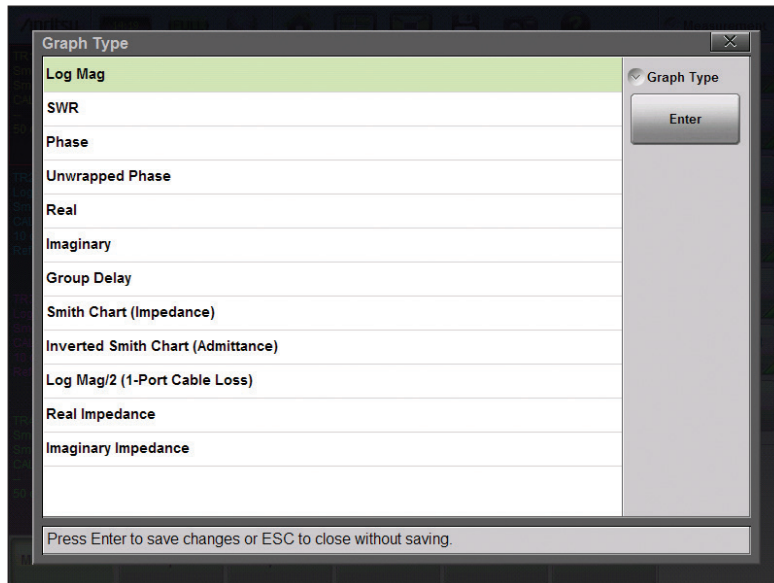 Graph Type
Log Mag
SWR
Phase
Unwrapped Phase
Real
Imaginary
Group Delay
Smith Chart (Impedance)
Inverted Smith Chart (Admittance)
Log Mag/2 (1-Port Cable Loss)
Real Impedance
Imaginary Impedance
Graph Type
Enter
Press Enter to save changes or ESC to close without saving.